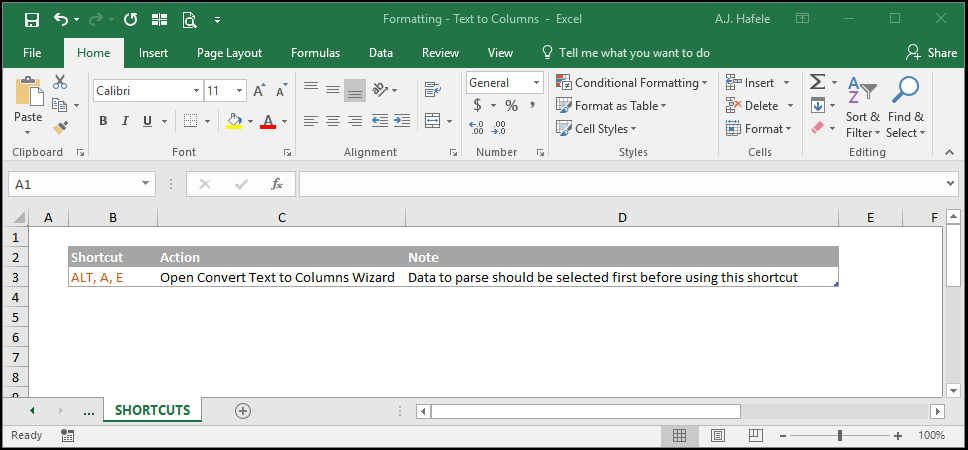 Formatting - Text to Columns - Excel
A.J. Hafele
File Home Insert Page Layout Formulas Data Review View Tell me what you want to do Share
Paste
Calibri 11
B I U A
General
$ % ,
Conditional Formatting
Format as Table
Cell Styles
Insert
Delete
Format
Sort & Filter
Find & Select
Clipboard Font Alignment Number Styles Cells Editing
A1 fx
A B C D E F
1
2 Shortcut Action Note
3 ALT, A, E Open Convert Text to Columns Wizard Data to parse should be selected first before using this shortcut
4
5
6
7
8
9
... SHORTCUTS
Ready 100%